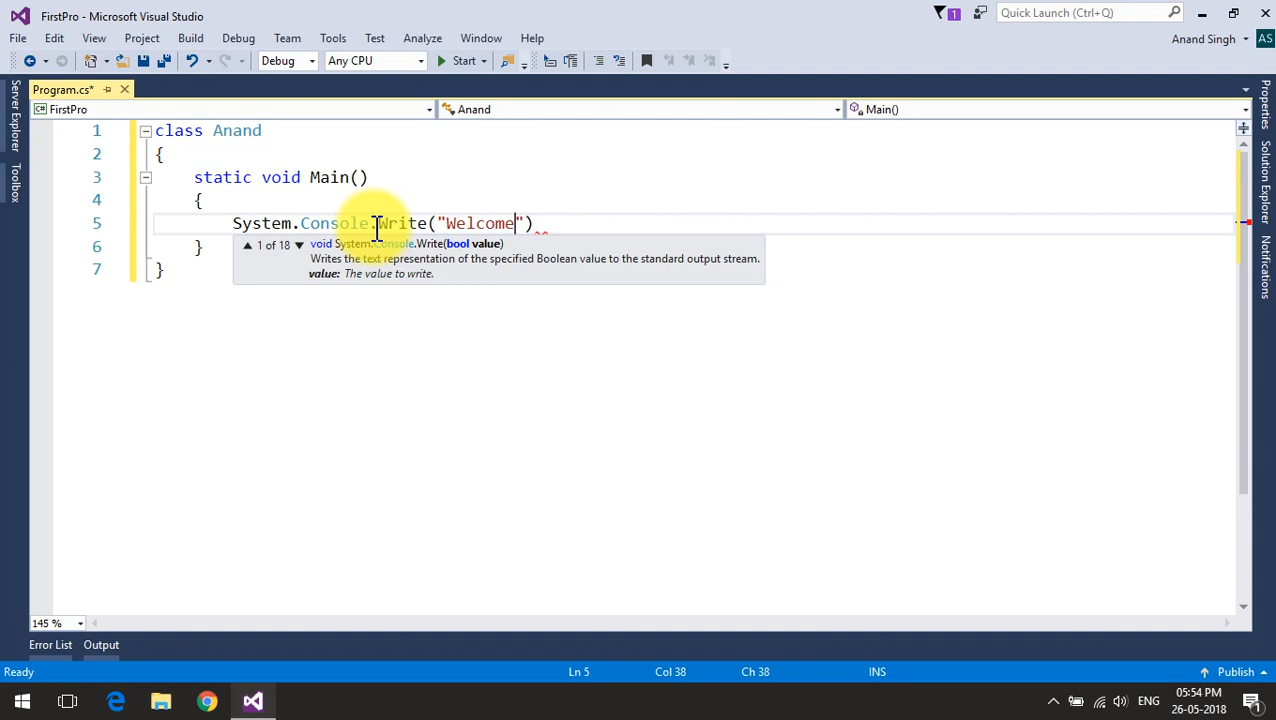 FirstPro - Microsoft Visual Studio
1
Quick Launch (Ctrl+Q)
File Edit View Project Build Debug Team Tools Test Analyze Window Help
Anand Singh AS
Debug Any CPU Start
Program.cs*
C# FirstPro Anand Main()
Server Explorer
Toolbox
1 class Anand
2 {
3 static void Main()
4 {
5 System.Console.Write("Welcome")
1 of 18 void System.Console.Write(bool value)
Writes the text representation of the specified Boolean value to the standard output stream.
value: The value to write.
6 }
7 }
Properties
Solution Explorer
Team Explorer
Notifications
145 %
Error List Output
Ready Ln 5 Col 38 Ch 38 INS Publish
ENG 05:54 PM
26-05-2018
1